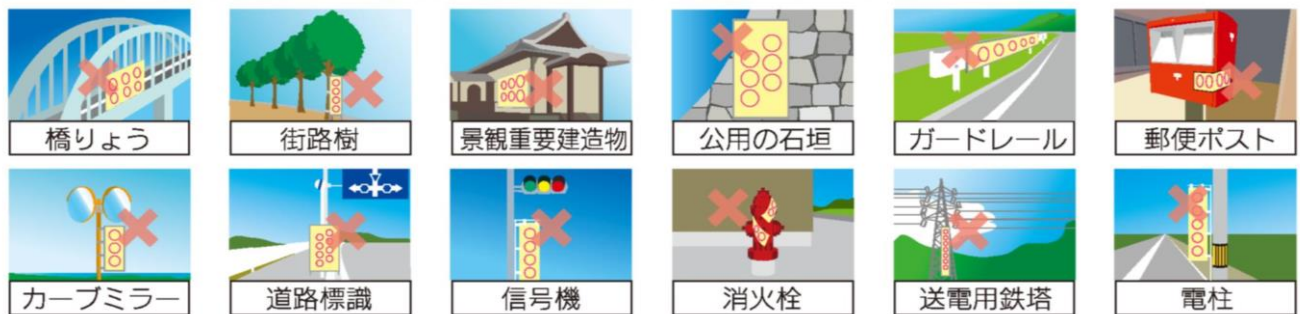 橋りょう
街路樹
景観重要建造物
公用の石垣
ガードレール
郵便ポスト
カーブミラー
道路標識
信号機
消火栓
送電用鉄塔
電柱